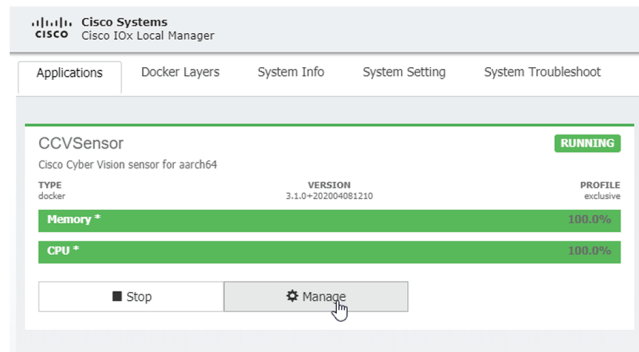 Cisco Systems
cisco Cisco IOx Local Manager
Applications Docker Layers System Info System Setting System Troubleshoot
CCVSensor RUNNING
Cisco Cyber Vision sensor for aarch64
TYPE VERSION PROFILE
docker 3.1.0+202004081210 exclusive
Memory * 100.0%
CPU * 100.0%
Stop Manage